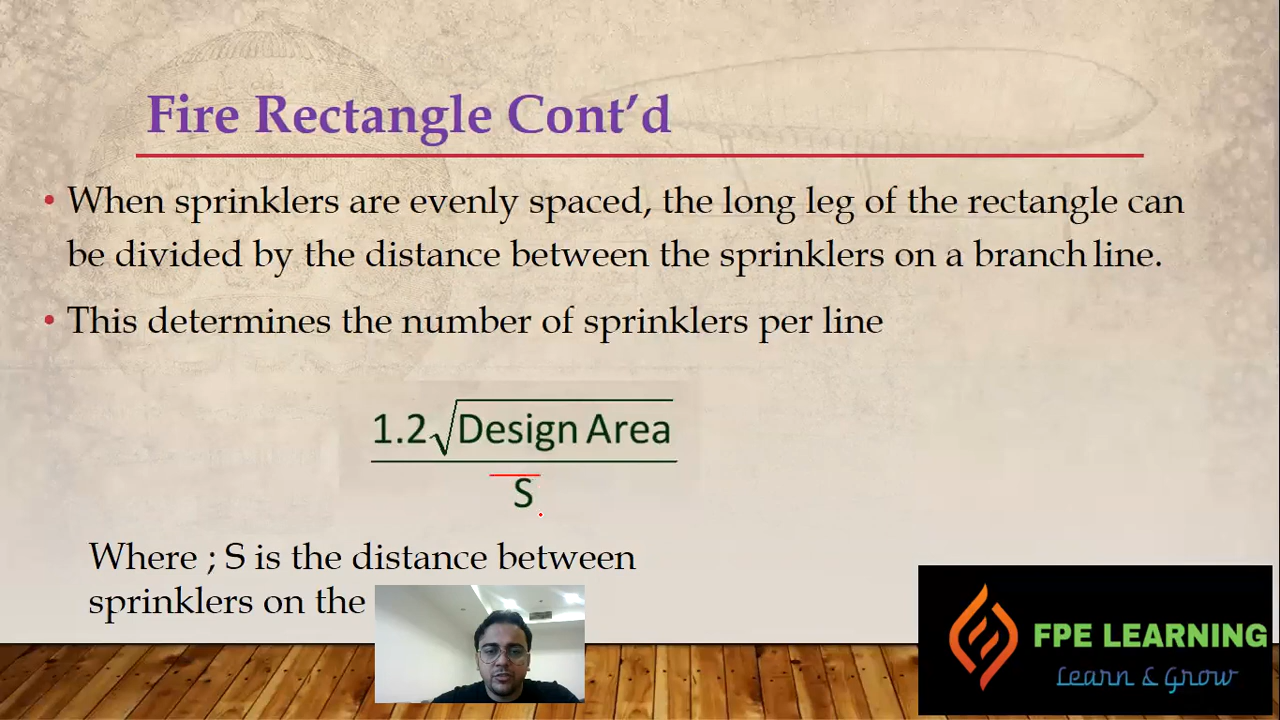 Fire Rectangle Cont’d
• When sprinklers are evenly spaced, the long leg of the rectangle can
be divided by the distance between the sprinklers on a branch line.
• This determines the number of sprinklers per line
1.2√Design Area
S
Where ; S is the distance between
sprinklers on the
FPE LEARNING
Learn & Grow